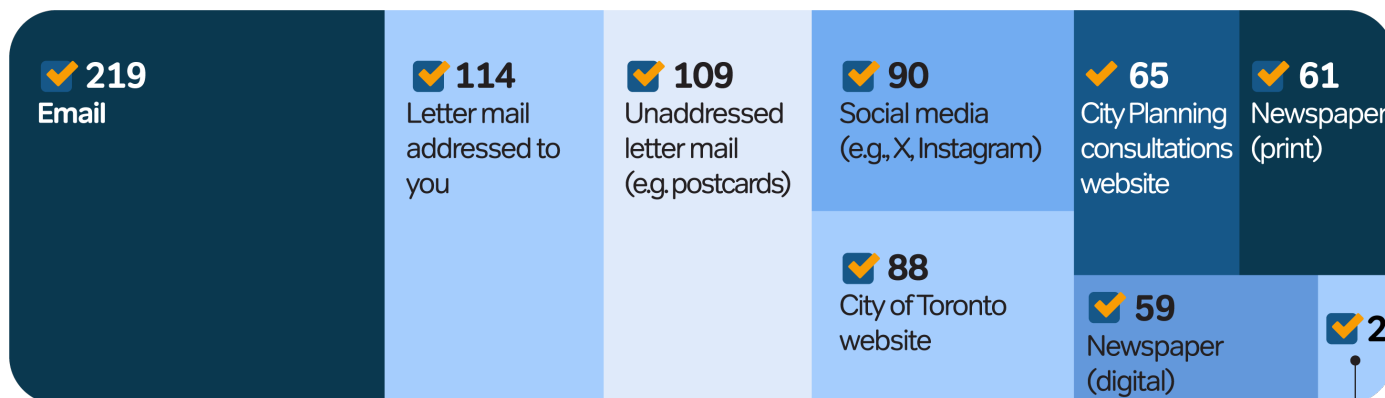 219
Email
114
Letter mail
addressed to
you
109
Unaddressed
letter mail
(e.g. postcards)
90
Social media
(e.g., X, Instagram)
88
City of Toronto
website
65
City Planning
consultations
website
61
Newspaper
(print)
59
Newspaper
(digital)